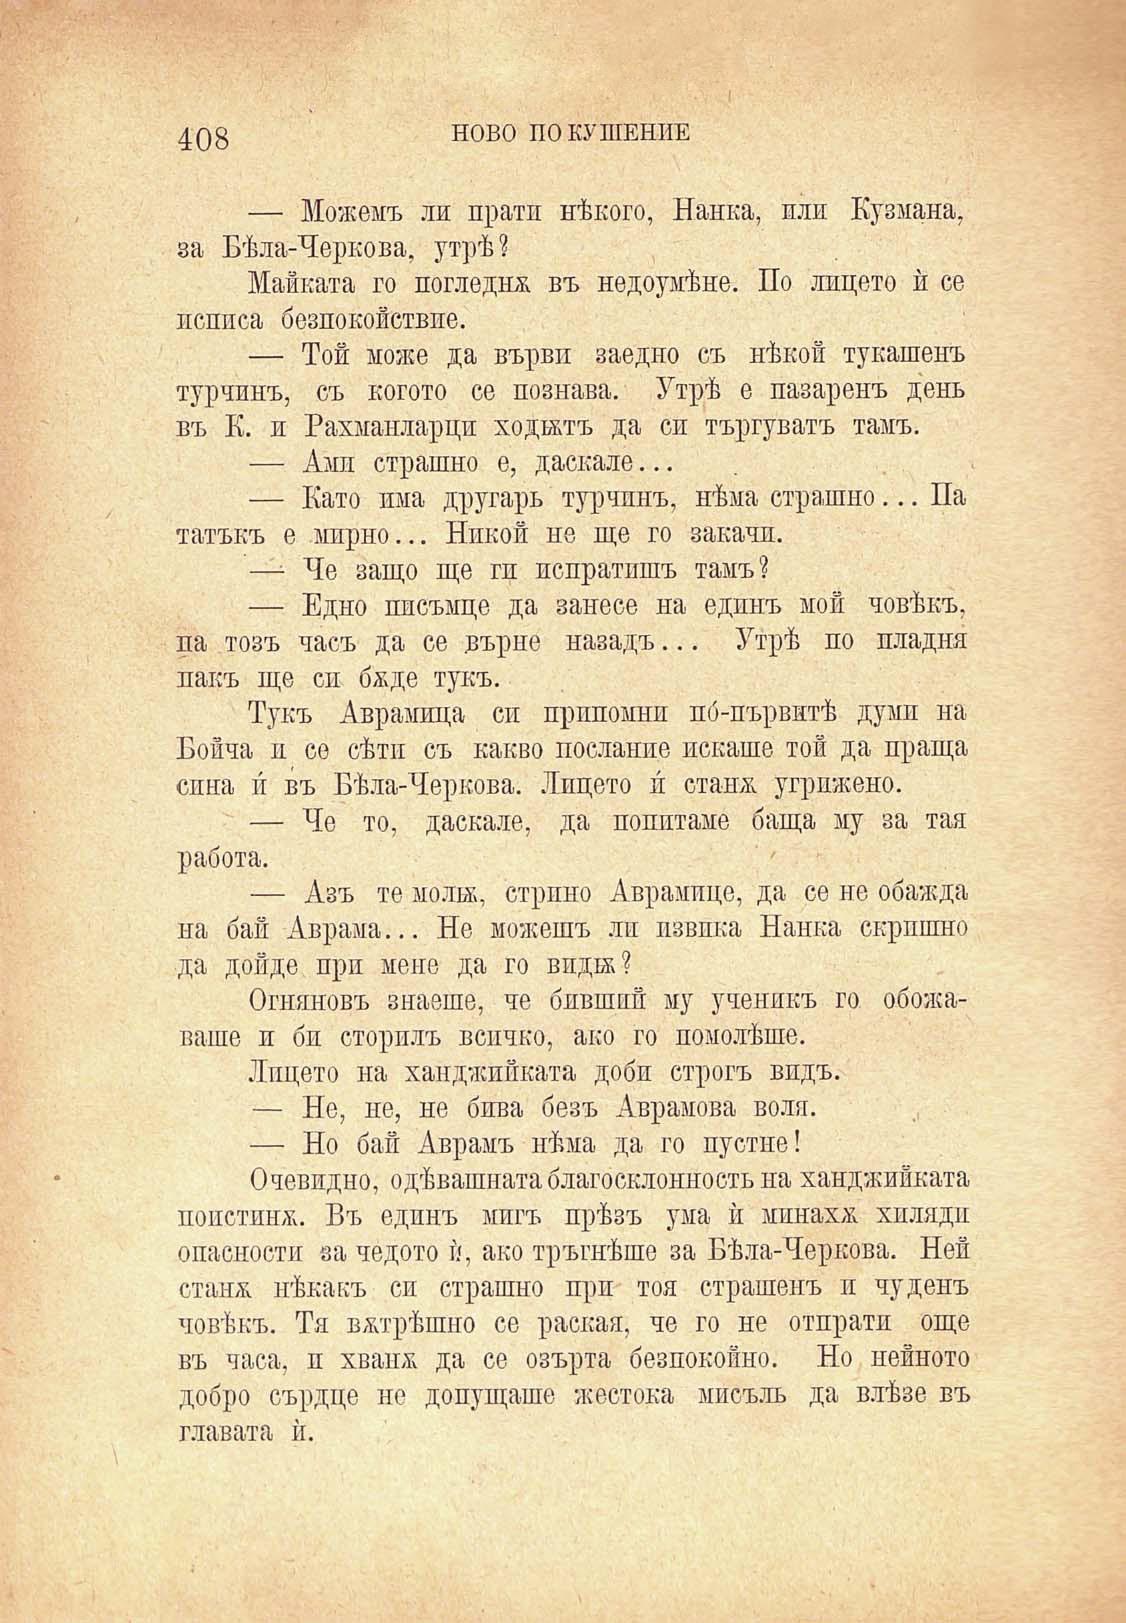 408 НОВО ПОКУШЕНИЕ
— Можемъ ли прати нѣкого, Нанка, или Кузмана,
за Бѣла-Черкова, утрѣ?
Майката го погледнѫ въ недоумѣне. По лицето ѝ се
исписа безпокойствие.
— Той може да върви заедно съ нѣкой тукашенъ
турчинъ, съ когото се познава. Утрѣ е пазаренъ день
въ К. и Рахманларци ходѭтъ да си търгуватъ тамъ.
— Ами страшно е, даскале...
— Като има другарь турчинъ, нѣма страшно... Па
татъкъ е мирно... Никой не ще го закачи.
— Че защо ще ги испратишъ тамъ?
— Едно писъмце да занесе на единъ мой човѣкъ,
па тозъ часъ да се върне назадъ... Утрѣ по пладня
пакъ ще си бѫде тукъ.
Тукъ Аврамица си припомни по́-първитѣ думи на
Бойча и се сѣти съ какво послание искаше той да праща
сина ѝ въ Бѣла-Черкова. Лицето ѝ станѫ угрижено.
— Че то, даскале, да попитаме баща му за тая
работа.
— Азъ те молѭ, стрино Аврамице, да се не обажда
на бай Аврама... Не можешъ ли извика Нанка скришно
да дойде при мене да го видѭ?
Огняновъ знаеше, че бивший му ученикъ го обожа-
ваше и би сторилъ всичко, ако го помолѣше.
Лицето на ханджийката доби строгъ видъ.
— Не, не, не бива безъ Аврамова воля.
— Но бай Аврамъ нѣма да го пустне!
Очевидно, одѣвашната благосклонность на ханджийката
поистинѫ. Въ единъ мигъ прѣзъ ума ѝ минахѫ хиляди
опасности за чедото ѝ, ако тръгнѣше за Бѣла-Черкова. Ней
станѫ нѣкакъ си страшно при тоя страшенъ и чуденъ
човѣкъ. Тя вѫтрѣшно се раская, че го не отпрати още
въ часа, и хванѫ да се озърта безпокойно. Но нейното
добро сърдце не допущаше жестока мисъль да влѣзе въ
главата ѝ.